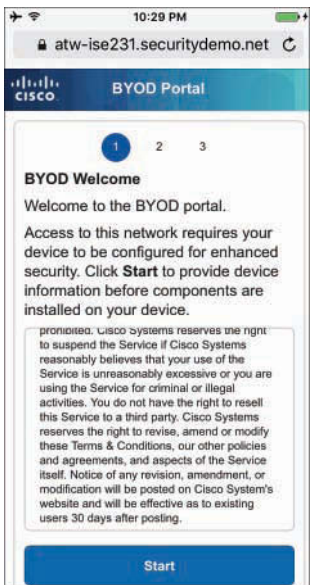 10:29 PM
atw-ise231.securitydemo.net
CISCO
BYOD Portal
1 2 3
BYOD Welcome
Welcome to the BYOD portal.
Access to this network requires your
device to be configured for enhanced
security. Click Start to provide device
information before components are
installed on your device.
prohibited. Cisco Systems reserves the right
to suspend the Service if Cisco Systems
reasonably believes that your use of the
Service is unreasonably excessive or you are
using the Service for criminal or illegal
activities. You do not have the right to resell
this Service to a third party. Cisco Systems
reserves the right to revise, amend or modify
these Terms & Conditions, our other policies
and agreements, and aspects of the Service
itself. Notice of any revision, amendment, or
modification will be posted on Cisco System's
website and will be effective as to existing
users 30 days after posting.
Start